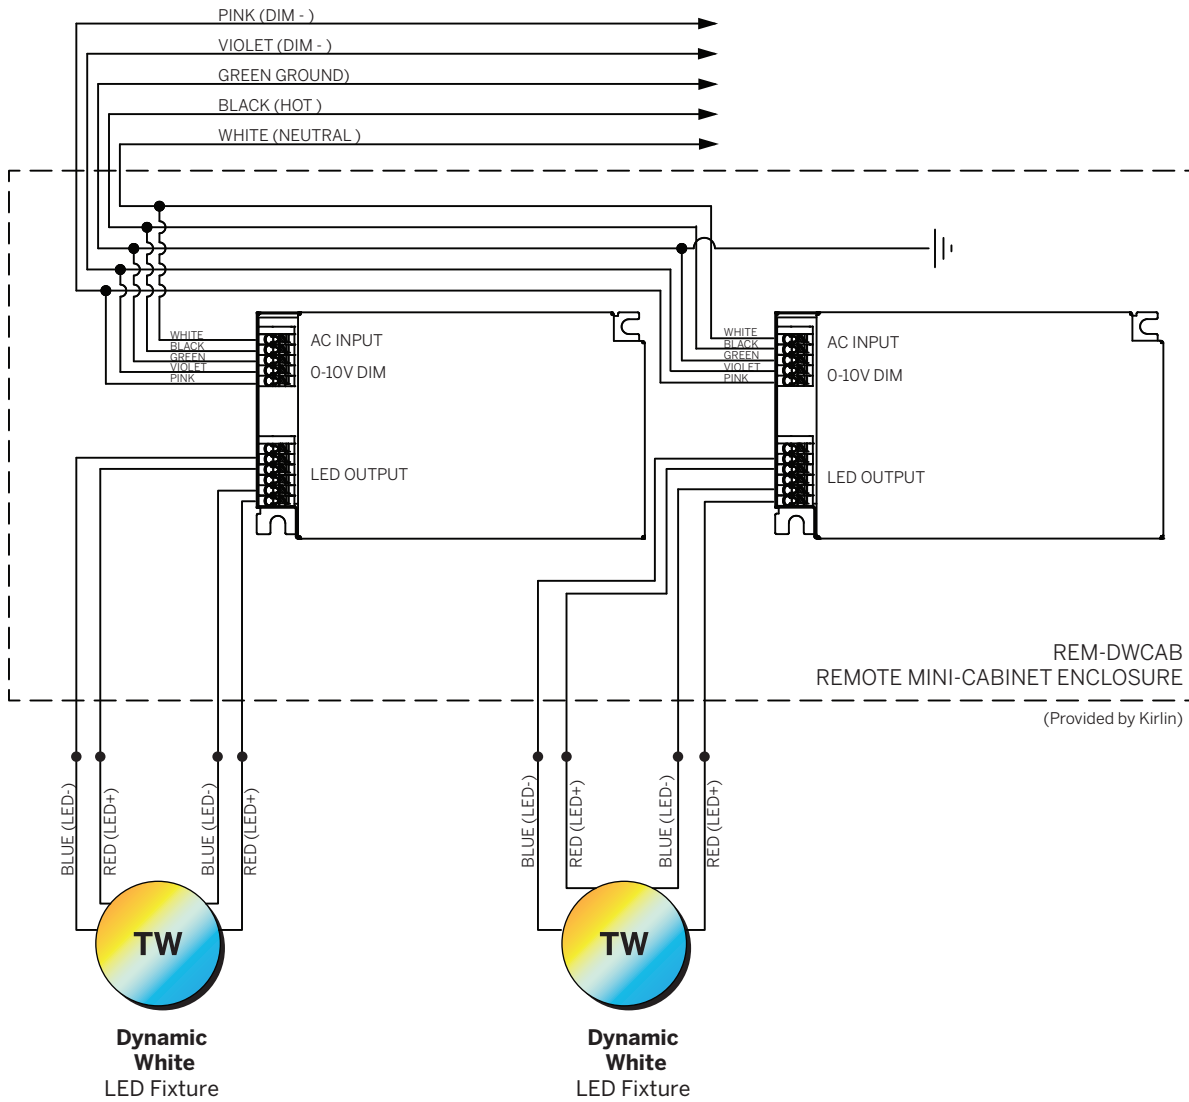 PINK (DIM - )
VIOLET (DIM - )
GREEN GROUND)
BLACK (HOT )
WHITE (NEUTRAL )
WHITE
BLACK
GREEN
VIOLET
PINK
AC INPUT
0-10V DIM
LED OUTPUT
WHITE
BLACK
GREEN
VIOLET
PINK
AC INPUT
0-10V DIM
LED OUTPUT
REM-DWCAB
REMOTE MINI-CABINET ENCLOSURE
(Provided by Kirlin)
BLUE (LED-)
RED (LED+)
BLUE (LED-)
RED (LED+)
BLUE (LED-)
RED (LED+)
BLUE (LED-)
RED (LED+)
TW
TW
Dynamic
White
LED Fixture
Dynamic
White
LED Fixture